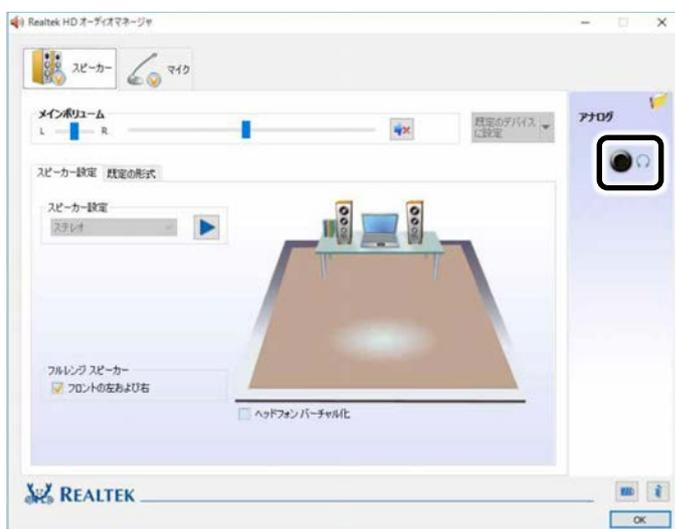 Realtek HD オーディオマネージャ
スピーカー
マイク
メインボリューム
L
R
既定のデバイス
に設定
アナログ
スピーカー設定
既定の形式
スピーカー設定
ステレオ
フルレンジ スピーカー
フロントの左および右
ヘッドフォン バーチャル化
REALTEK
OK